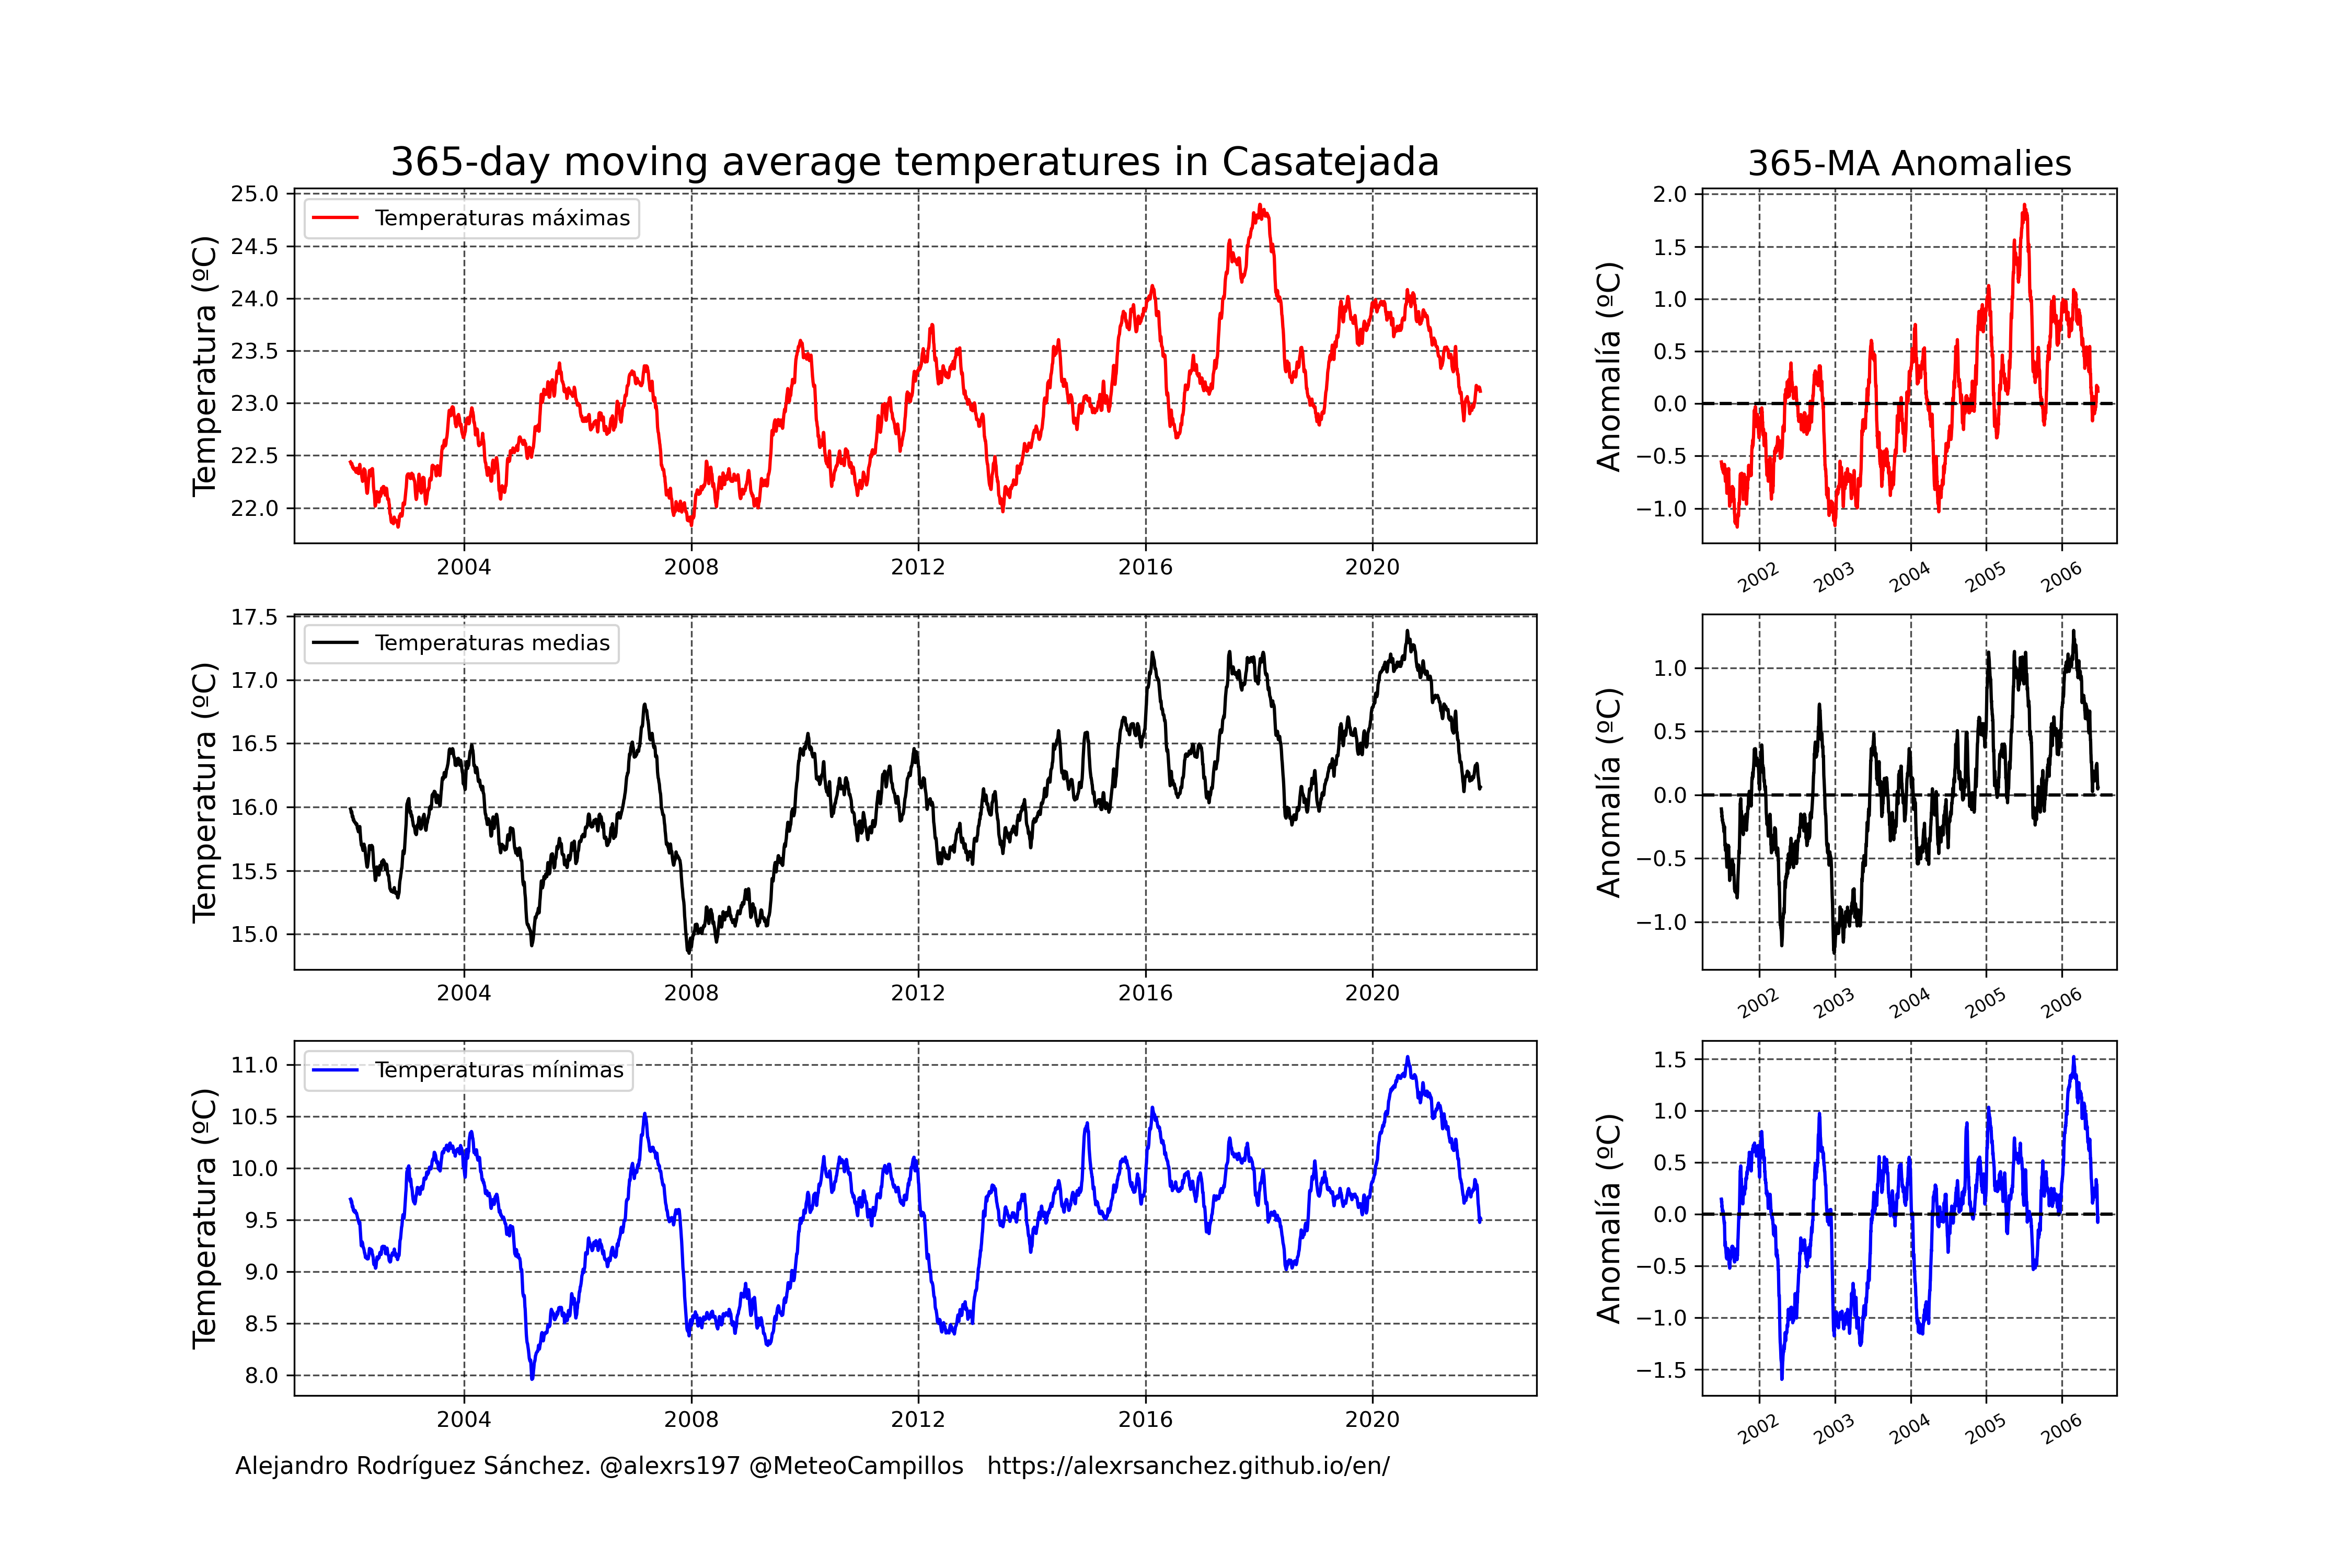 365-day moving average temperatures in Casatejada
365-MA Anomalies
Temperatura (ºC)
25.0
24.5
24.0
23.5
23.0
22.5
22.0
Temperaturas máximas
2004 2008 2012 2016 2020
Anomalía (ºC)
2.0
1.5
1.0
0.5
0.0
−0.5
−1.0
2002 2003 2004 2005 2006
Temperatura (ºC)
17.5
17.0
16.5
16.0
15.5
15.0
Temperaturas medias
2004 2008 2012 2016 2020
Anomalía (ºC)
1.0
0.5
0.0
−0.5
−1.0
2002 2003 2004 2005 2006
Temperatura (ºC)
11.0
10.5
10.0
9.5
9.0
8.5
8.0
Temperaturas mínimas
2004 2008 2012 2016 2020
Anomalía (ºC)
1.5
1.0
0.5
0.0
−0.5
−1.0
−1.5
2002 2003 2004 2005 2006
Alejandro Rodríguez Sánchez. @alexrs197 @MeteoCampillos https://alexrsanchez.github.io/en/